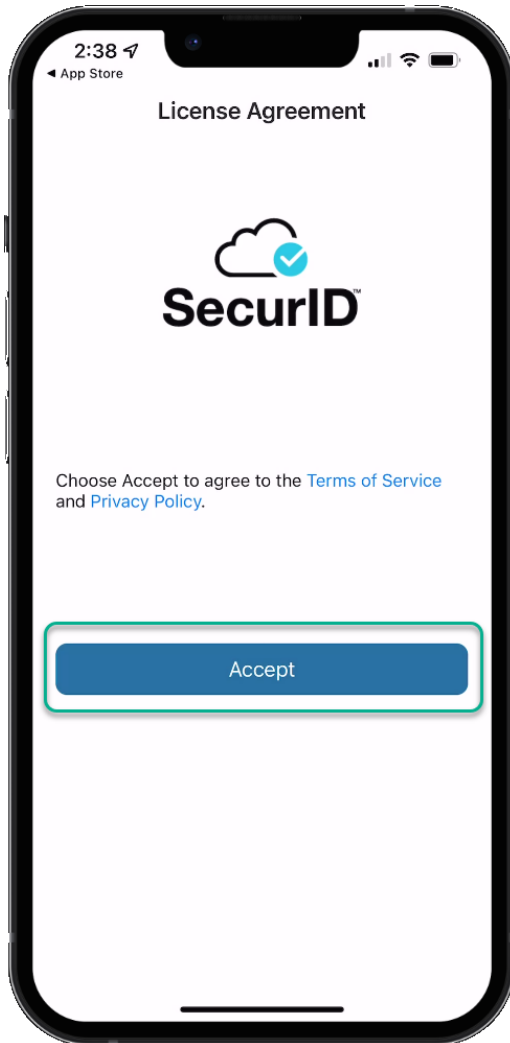 2:38
◀ App Store
License Agreement
SecurID™
Choose Accept to agree to the Terms of Service
and Privacy Policy.
Accept